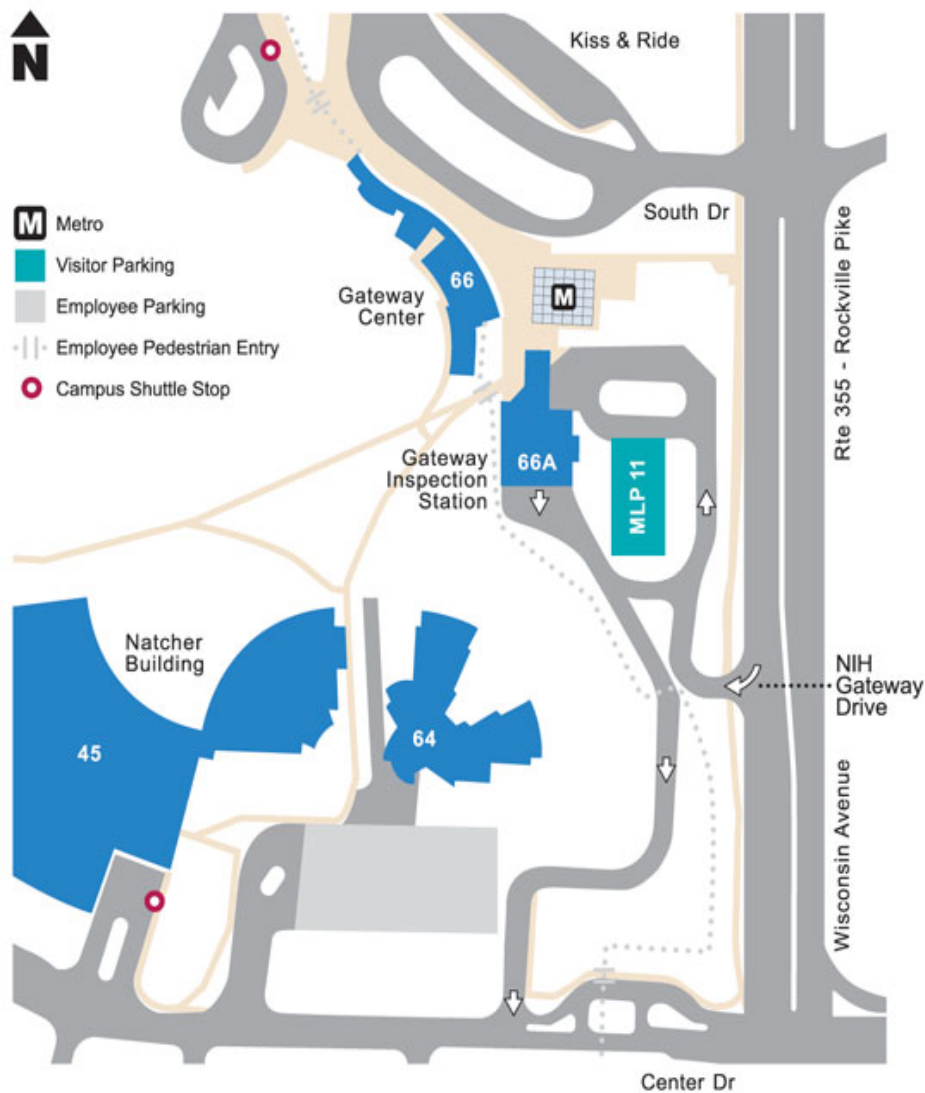 N
Kiss & Ride
South Dr
Rte 355 - Rockville Pike
M Metro
Visitor Parking
Employee Parking
Employee Pedestrian Entry
Campus Shuttle Stop
66
Gateway
Center
M
Gateway
Inspection
Station
66A
MLP 11
Natcher
Building
NIH
Gateway
Drive
45
64
Wisconsin Avenue
Center Dr